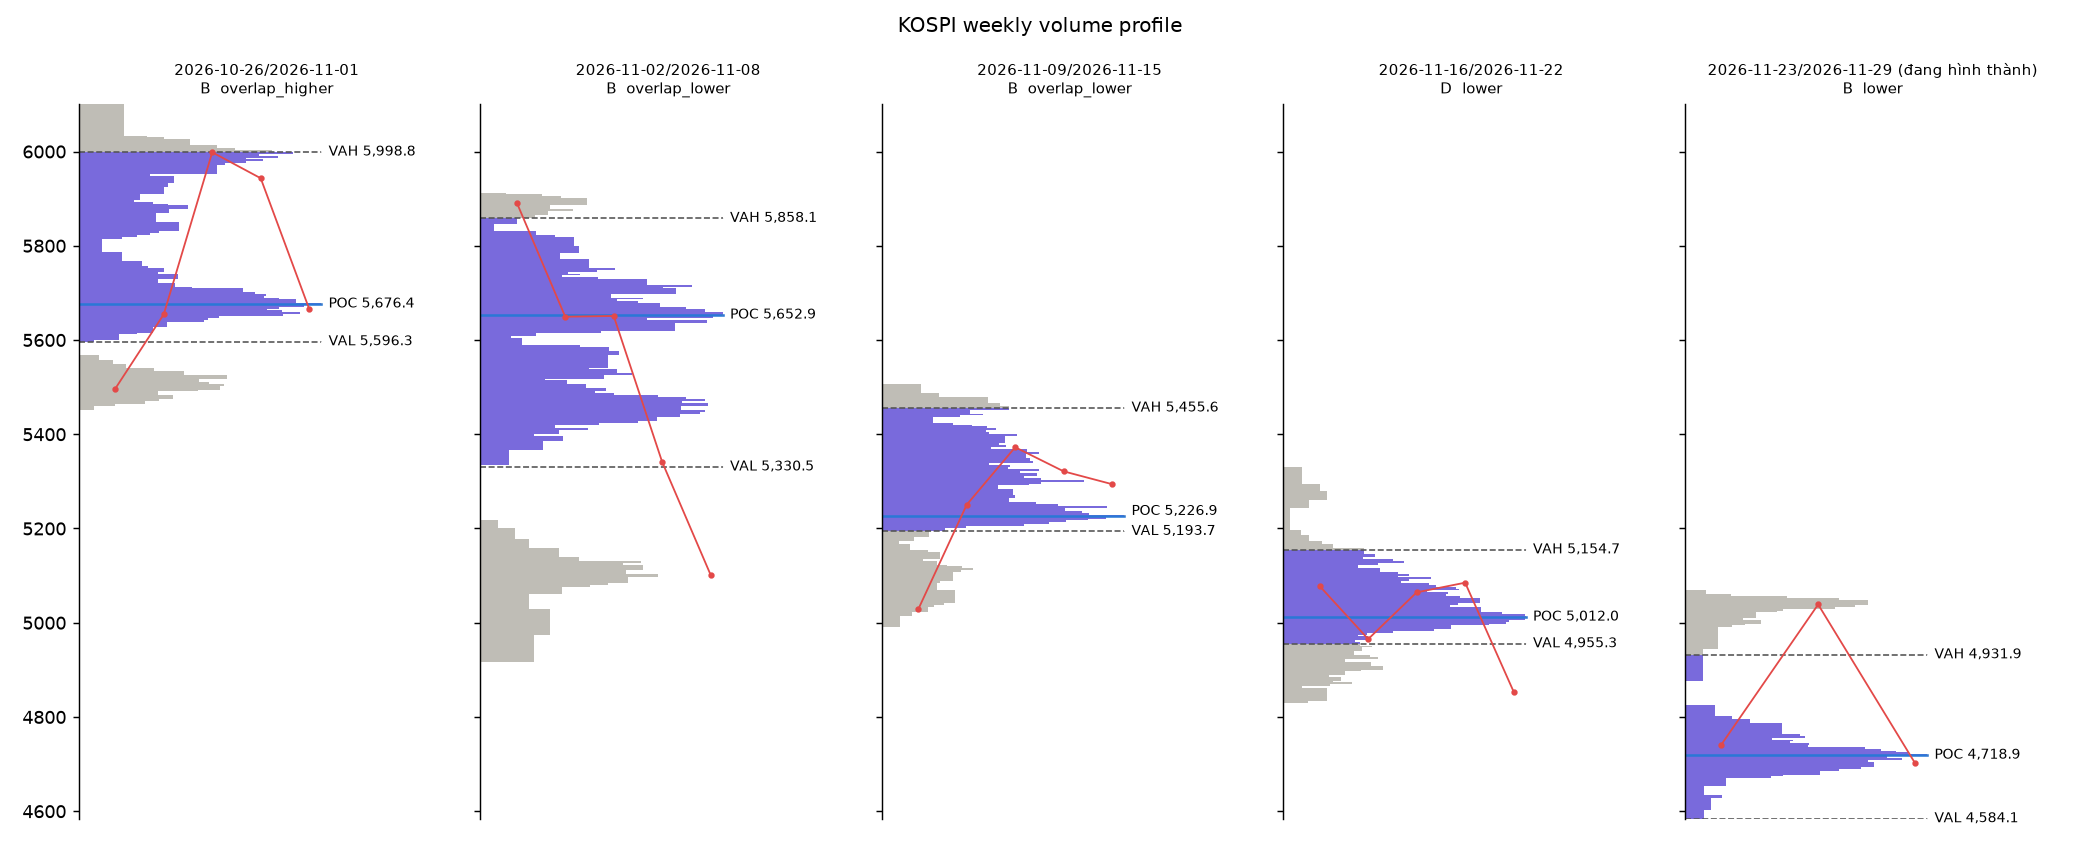 KOSPI weekly volume profile
2026-10-26/2026-11-01
B  overlap_higher
6000
5800
5600
5400
5200
5000
4800
4600
VAH 5,998.8
POC 5,676.4
VAL 5,596.3
2026-11-02/2026-11-08
B  overlap_lower
VAH 5,858.1
POC 5,652.9
VAL 5,330.5
2026-11-09/2026-11-15
B  overlap_lower
VAH 5,455.6
POC 5,226.9
VAL 5,193.7
2026-11-16/2026-11-22
D  lower
VAH 5,154.7
POC 5,012.0
VAL 4,955.3
2026-11-23/2026-11-29 (đang hình thành)
B  lower
VAH 4,931.9
POC 4,718.9
VAL 4,584.1